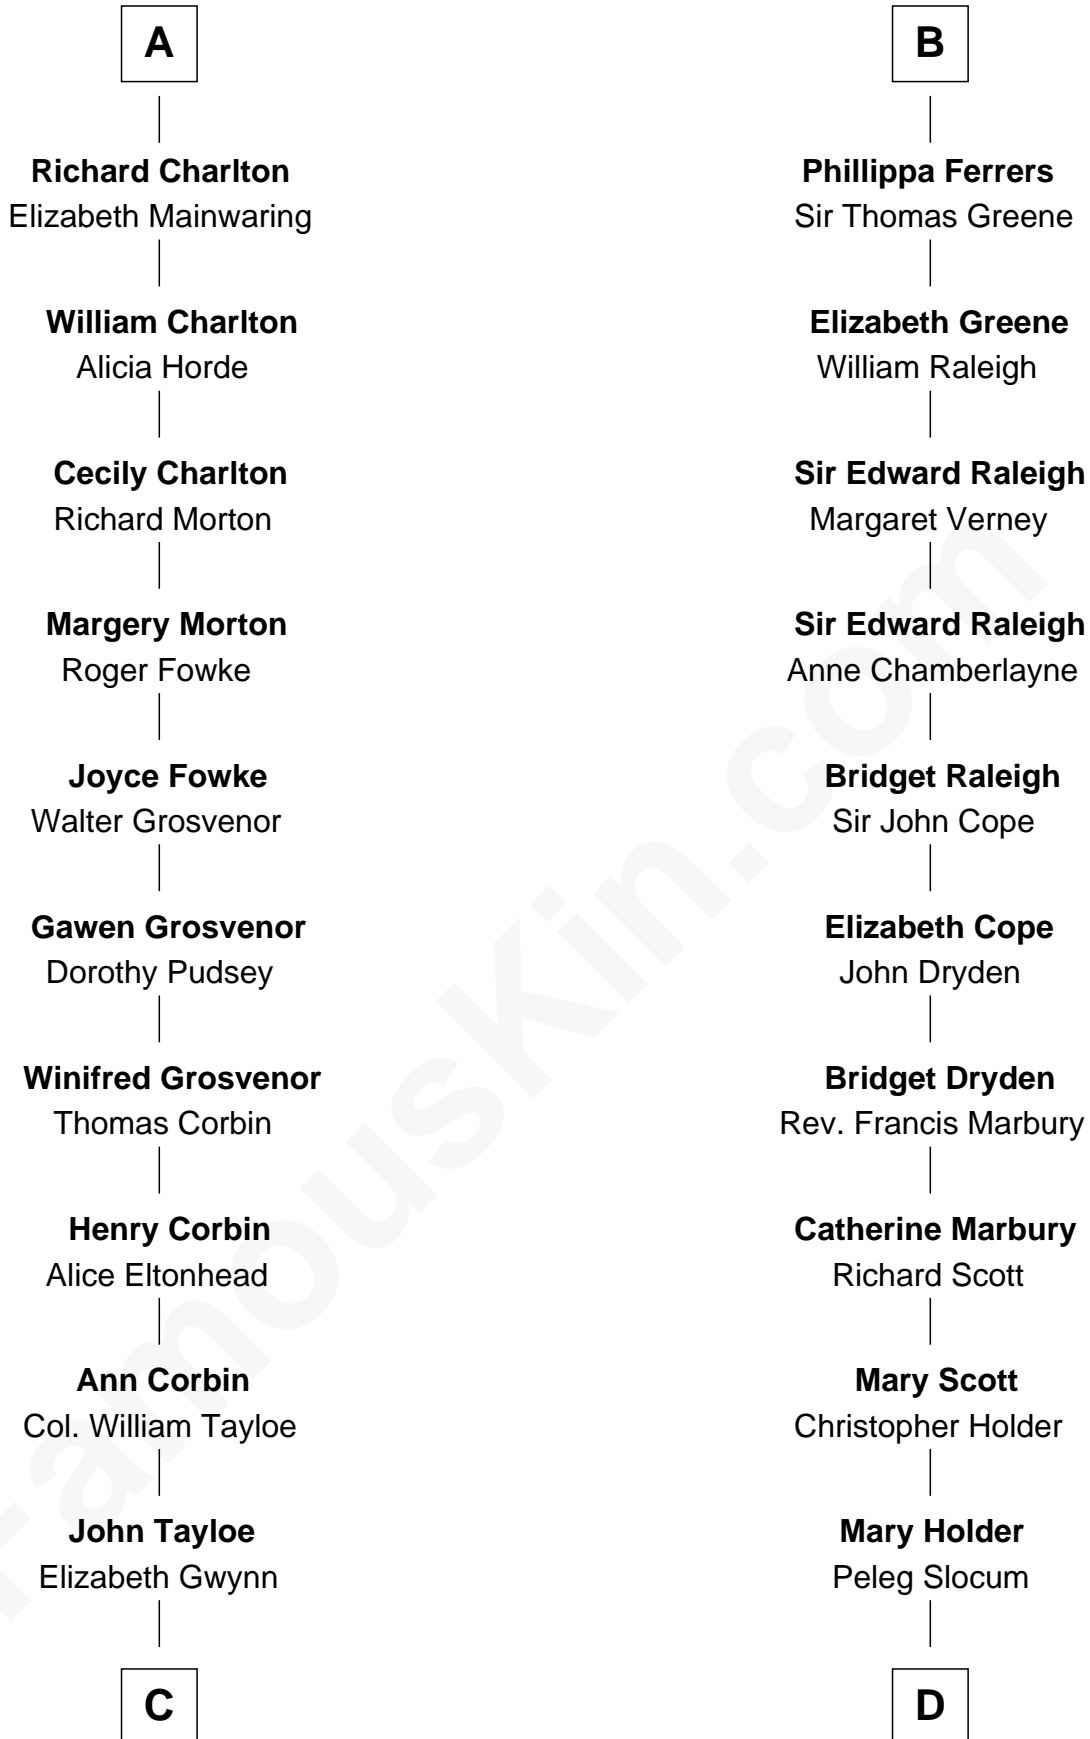 A
Richard Charlton
Elizabeth Mainwaring
William Charlton
Alicia Horde
Cecily Charlton
Richard Morton
Margery Morton
Roger Fowke
Joyce Fowke
Walter Grosvenor
Gawen Grosvenor
Dorothy Pudsey
Winifred Grosvenor
Thomas Corbin
Henry Corbin
Alice Eltonhead
Ann Corbin
Col. William Tayloe
John Tayloe
Elizabeth Gwynn
C
B
Phillippa Ferrers
Sir Thomas Greene
Elizabeth Greene
William Raleigh
Sir Edward Raleigh
Margaret Verney
Sir Edward Raleigh
Anne Chamberlayne
Bridget Raleigh
Sir John Cope
Elizabeth Cope
John Dryden
Bridget Dryden
Rev. Francis Marbury
Catherine Marbury
Richard Scott
Mary Scott
Christopher Holder
Mary Holder
Peleg Slocum
D
FamousKin.com